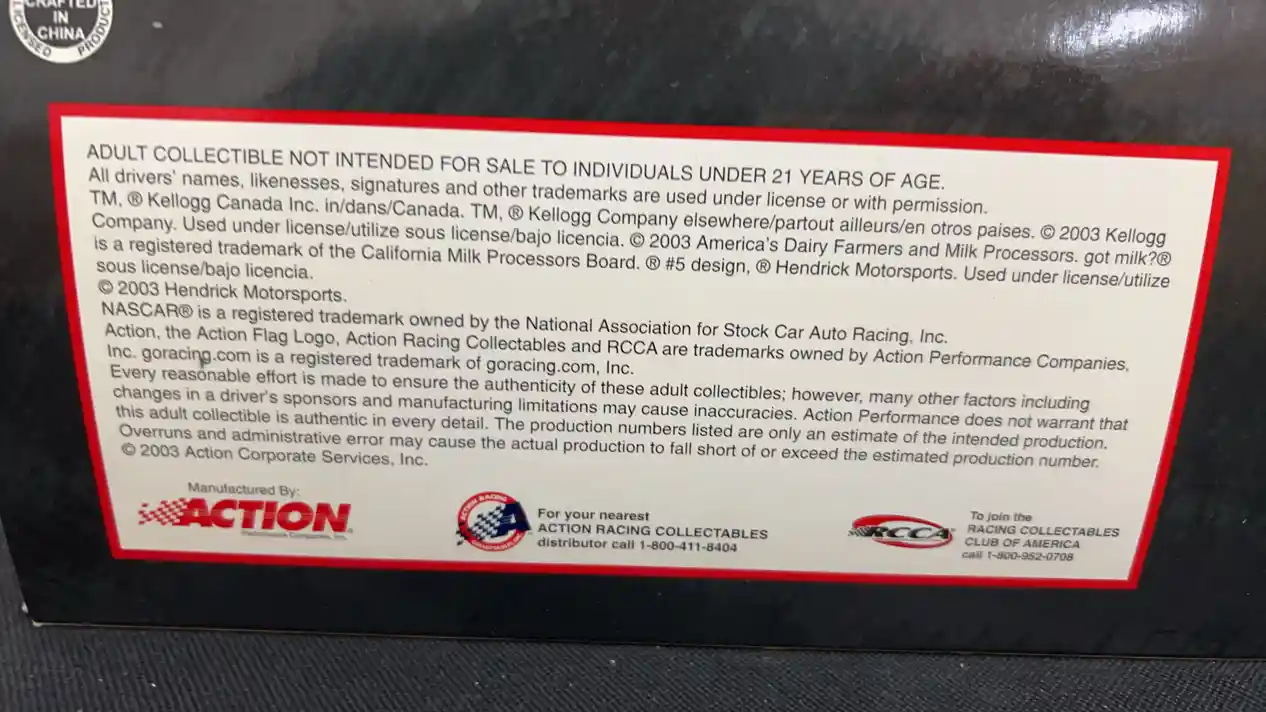 CRAFTED
IN
CHINA
LICENSED PRODUCT
ADULT COLLECTIBLE NOT INTENDED FOR SALE TO INDIVIDUALS UNDER 21 YEARS OF AGE.
All drivers' names, likenesses, signatures and other trademarks are used under license or with permission.
TM, ® Kellogg Canada Inc. in/dans/Canada. TM, ® Kellogg Company elsewhere/partout ailleurs/en otros paises. © 2003 Kellogg
Company. Used under license/utilize sous license/bajo licencia. © 2003 America's Dairy Farmers and Milk Processors. got milk?®
is a registered trademark of the California Milk Processors Board. ® #5 design, ® Hendrick Motorsports. Used under license/utilize
sous license/bajo licencia.
© 2003 Hendrick Motorsports.
NASCAR® is a registered trademark owned by the National Association for Stock Car Auto Racing, Inc.
Action, the Action Flag Logo, Action Racing Collectables and RCCA are trademarks owned by Action Performance Companies,
Inc. goracing.com is a registered trademark of goracing.com, Inc.
Every reasonable effort is made to ensure the authenticity of these adult collectibles; however, many other factors including
changes in a driver's sponsors and manufacturing limitations may cause inaccuracies. Action Performance does not warrant that
this adult collectible is authentic in every detail. The production numbers listed are only an estimate of the intended production.
Overruns and administrative error may cause the actual production to fall short of or exceed the estimated production number.
© 2003 Action Corporate Services, Inc.
Manufactured By:
ACTION
Performance Companies, Inc.
ACTION RACING
A
COLLECTABLES
For your nearest
ACTION RACING COLLECTABLES
distributor call 1-800-411-8404
RCCA
To join the
RACING COLLECTABLES
CLUB OF AMERICA
call 1-800-952-0708